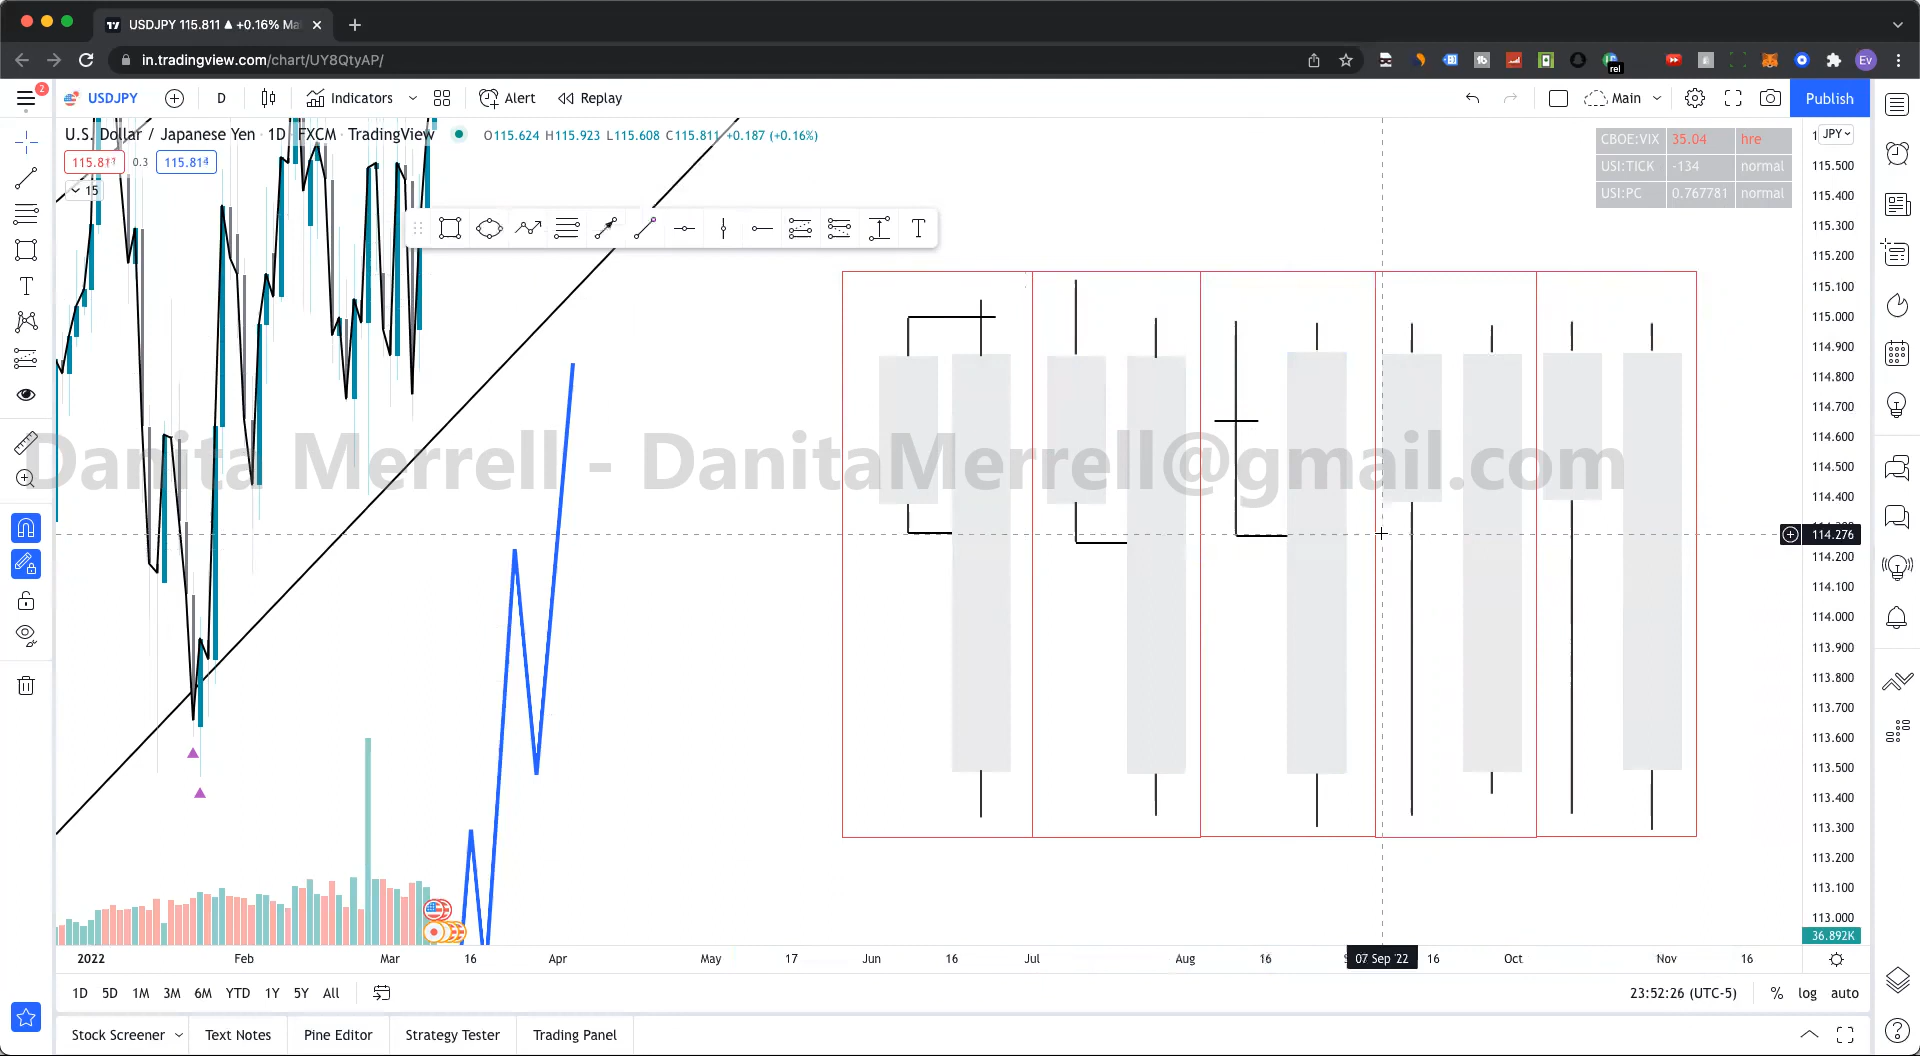 USDJPY 115.811 ▲ +0.16% Ma
in.tradingview.com/chart/UY8QtyAP/
rel
Ev
2
USDJPY
D
Indicators
Alert
Replay
Main
Publish
U.S. Dollar / Japanese Yen · 1D · FXCM · TradingView
O115.624 H115.923 L115.608 C115.811 +0.187 (+0.16%)
115.811
0.3
115.814
15
T
T
CBOE:VIX 35.04 hre
USI:TICK -134 normal
USI:PC 0.767781 normal
JPY
115.500
115.400
115.300
115.200
115.100
115.000
114.900
114.800
114.700
114.600
114.500
114.400
114.276
114.200
114.100
114.000
113.900
113.800
113.700
113.600
113.500
113.400
113.300
113.200
113.100
113.000
36.892K
Danita Merrell - DanitaMerrell@gmail.com
2022 Feb Mar 16 Apr May 17 Jun 16 Jul Aug 16 07 Sep '22 16 Oct Nov 16
1D 5D 1M 3M 6M YTD 1Y 5Y All
23:52:26 (UTC-5) % log auto
Stock Screener Text Notes Pine Editor Strategy Tester Trading Panel